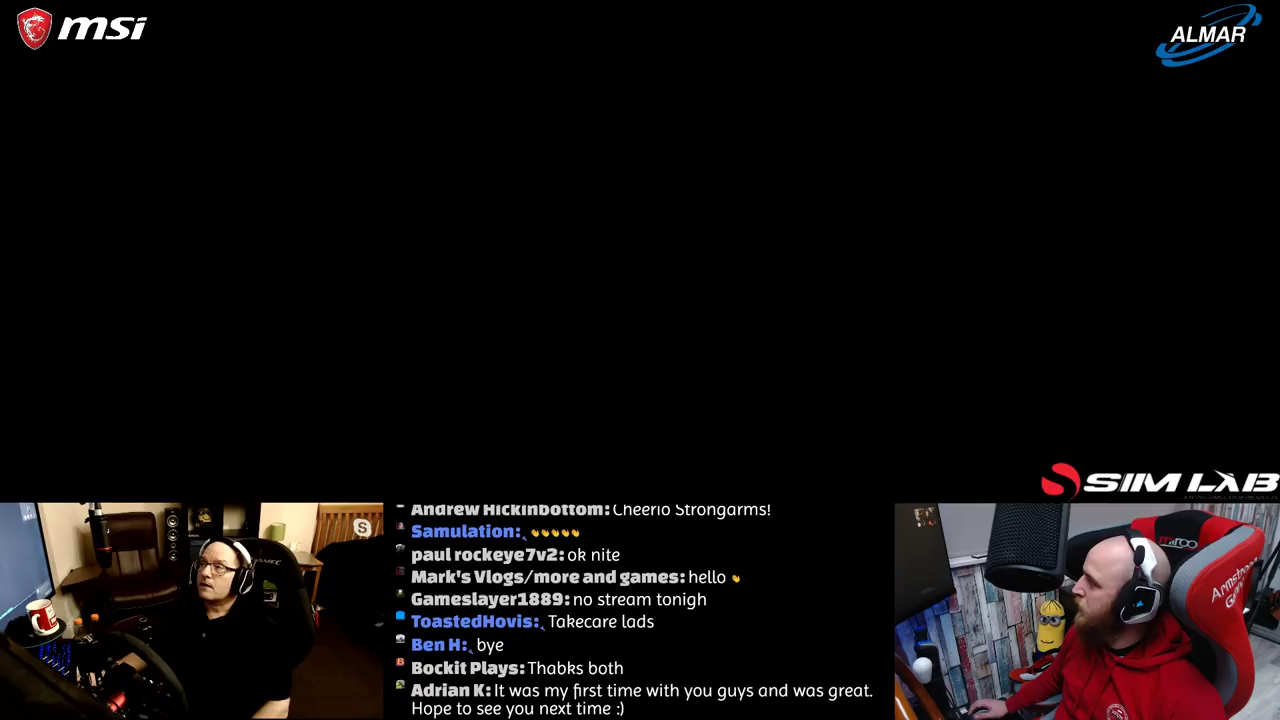 msi
ALMAR
SIM LAB
Andrew Hickinbottom: Cheerio Strongarms!
Samulation: 👏👏👏👏👏
paul rockeye7v2: ok nite
Mark's Vlogs/more and games: hello 👋
Gameslayer1889: no stream tonigh
ToastedHovis: Takecare lads
Ben H: bye
Bockit Plays: Thabks both
Adrian K: It was my first time with you guys and was great.
Hope to see you next time :)
S